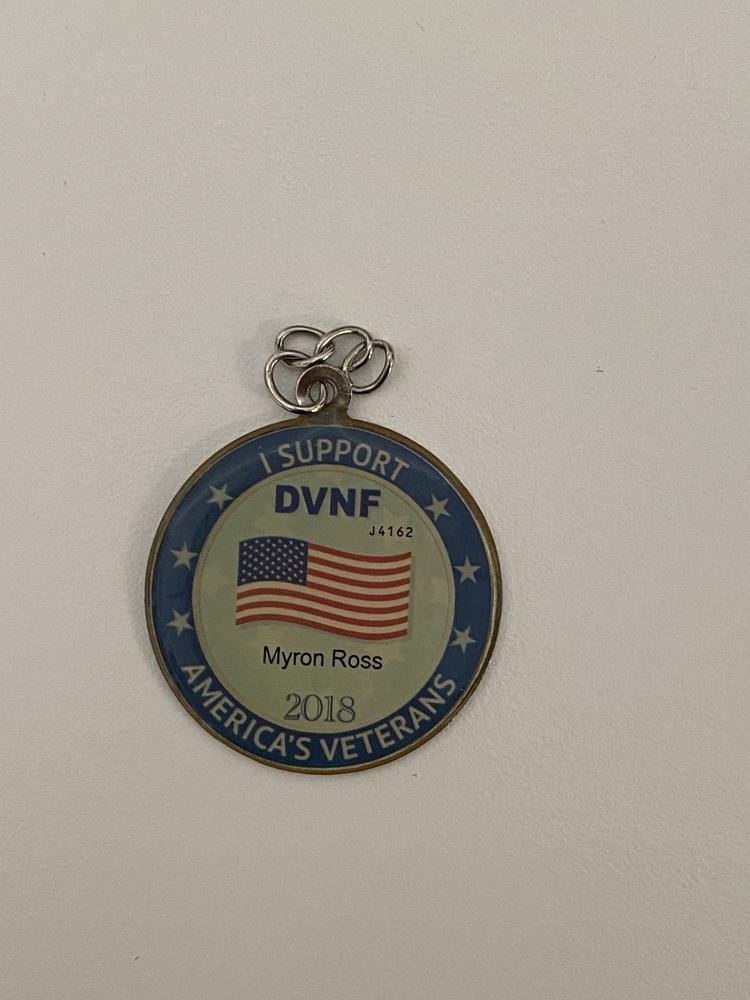 I SUPPORT
DVNF
J4162
Myron Ross
2018
AMERICA'S VETERANS